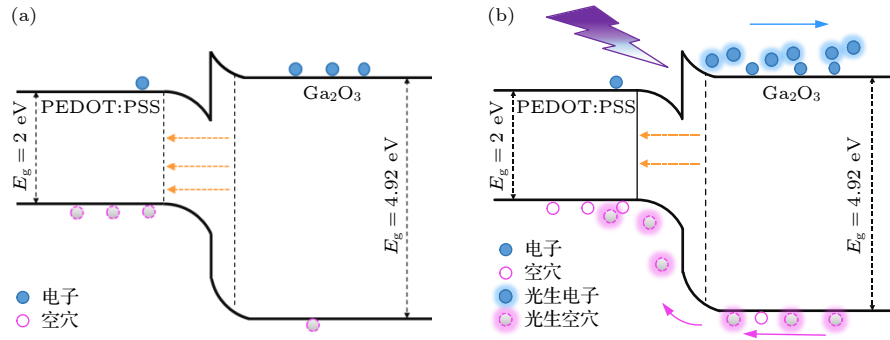 (a)
PEDOT:PSS
Ga₂O₃
E_g = 2 eV
E_g = 4.92 eV
电子
空穴
(b)
PEDOT:PSS
Ga₂O₃
E_g = 2 eV
E_g = 4.92 eV
电子
空穴
光生电子
光生空穴